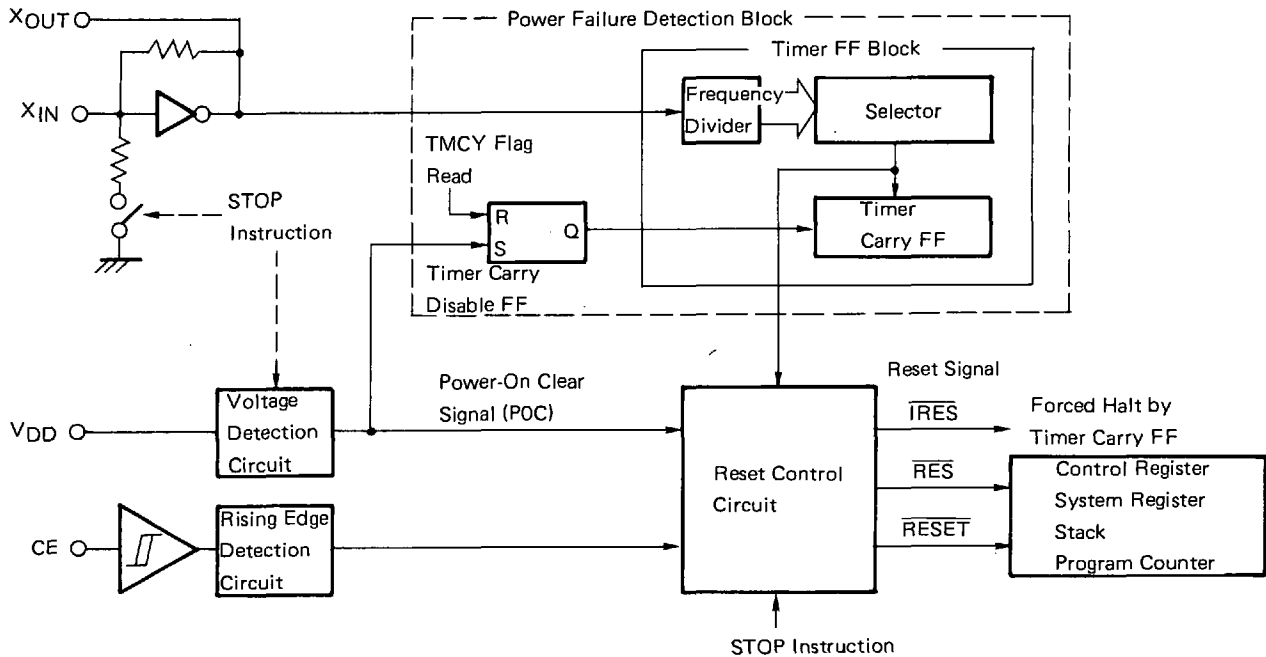 XOUT
Power Failure Detection Block
Timer FF Block
XIN
Frequency
Divider
Selector
TMCY Flag
Read
STOP
Instruction
R
S
Q
Timer
Carry FF
Timer Carry
Disable FF
Reset Signal
Power-On Clear
Signal (POC)
Voltage
Detection
Circuit
VDD
IRES
Forced Halt by
Timer Carry FF
Reset Control
Circuit
RES
Control Register
System Register
Stack
Program Counter
RESET
CE
Rising Edge
Detection
Circuit
STOP Instruction